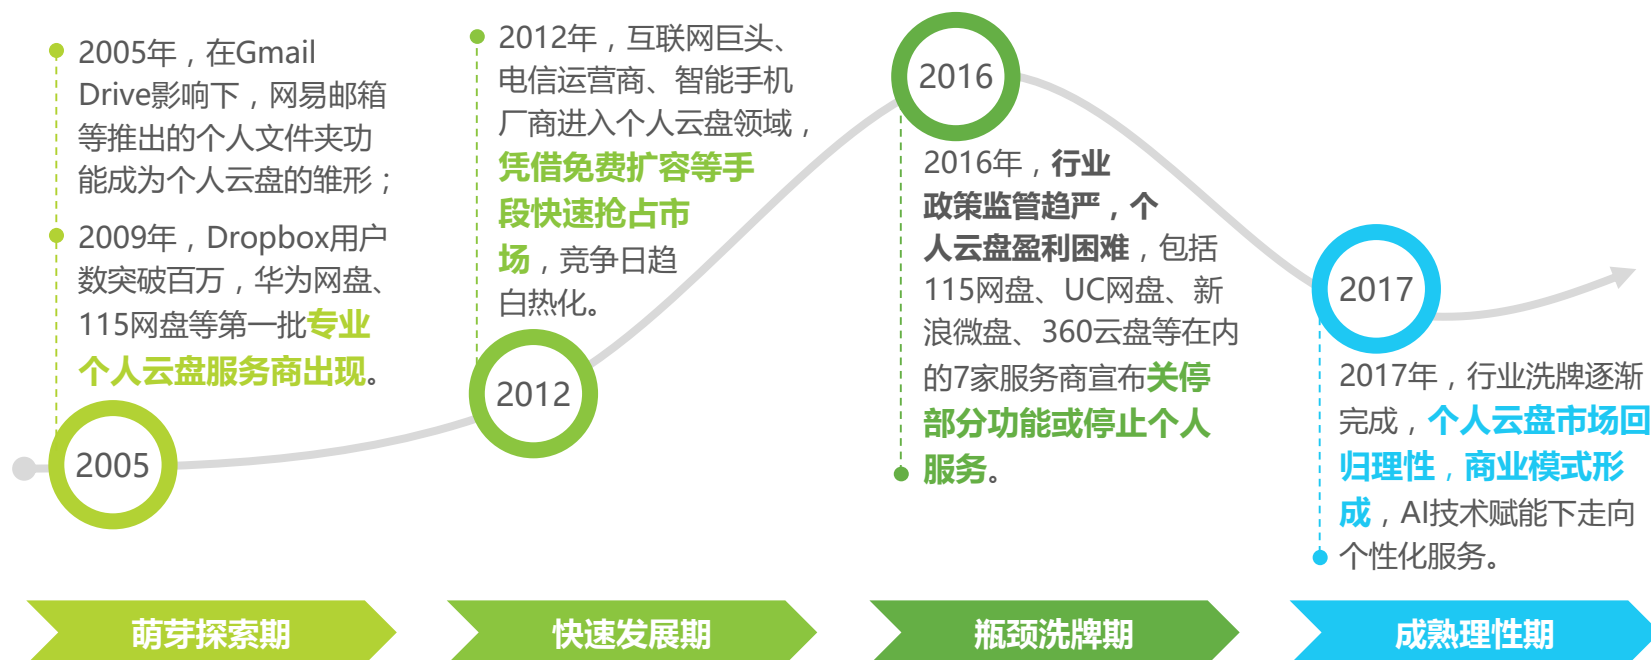 2005年，在Gmail
Drive影响下，网易邮箱
等推出的个人文件夹功
能成为个人云盘的雏形；
2009年，Dropbox用户
数突破百万，华为网盘、
115网盘等第一批专业
个人云盘服务商出现。
2005
2012年，互联网巨头、
电信运营商、智能手机
厂商进入个人云盘领域，
凭借免费扩容等手
段快速抢占市
场，竞争日趋
白热化。
2012
2016
2016年，行业
政策监管趋严，个
人云盘盈利困难，包括
115网盘、UC网盘、新
浪微盘、360云盘等在内
的7家服务商宣布关停
部分功能或停止个人
服务。
2017
2017年，行业洗牌逐渐
完成，个人云盘市场回
归理性，商业模式形
成，AI技术赋能下走向
个性化服务。
萌芽探索期
快速发展期
瓶颈洗牌期
成熟理性期